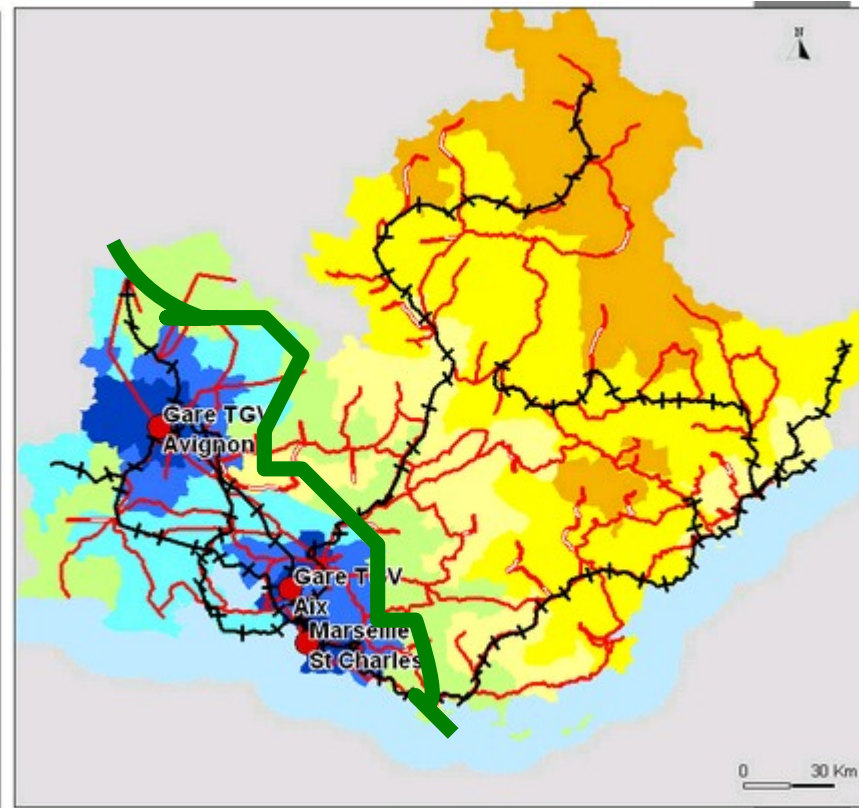 N
Gare TGV
Avignon
Gare TGV
Aix
Marseille
St Charles
0 30 Km